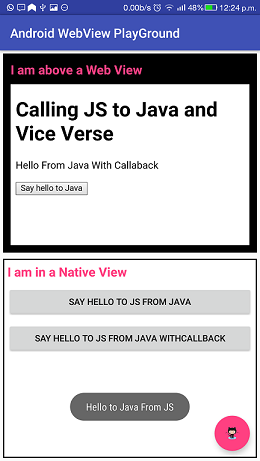 0.00b/s 48% 12:24 p.m.
Android WebView PlayGround
I am above a Web View
Calling JS to Java and
Vice Verse
Hello From Java With Callaback
Say hello to Java
I am in a Native View
SAY HELLO TO JS FROM JAVA
SAY HELLO TO JS FROM JAVA WITHCALLBACK
Hello to Java From JS